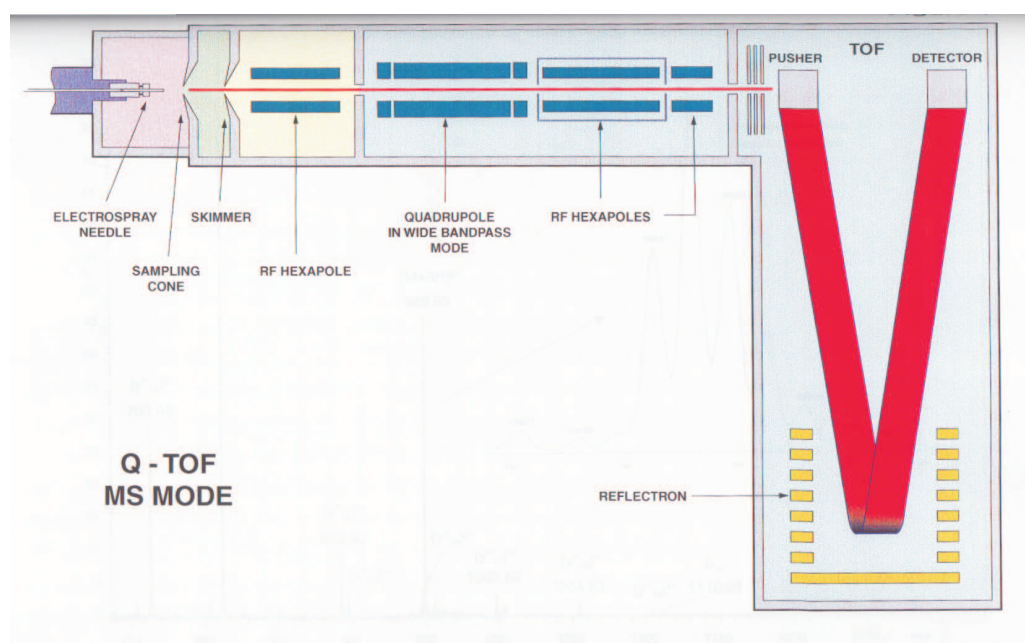 TOF
PUSHER
DETECTOR
ELECTROSPRAY
NEEDLE
SAMPLING
CONE
SKIMMER
RF HEXAPOLE
QUADRUPOLE
IN WIDE BANDPASS
MODE
RF HEXAPOLES
Q - TOF
MS MODE
REFLECTRON